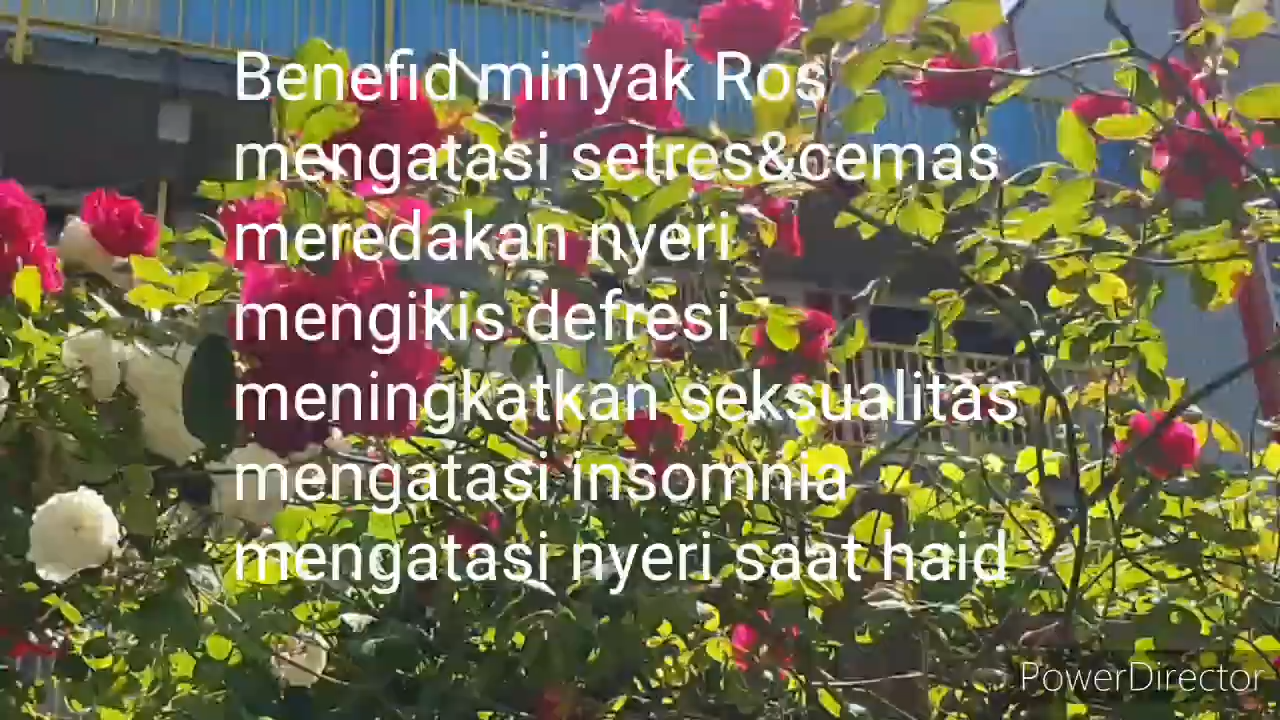 Benefid minyak Ros
mengatasi setres&cemas
meredakan nyeri
mengikis defresi
meningkatkan seksualitas
mengatasi insomnia
mengatasi nyeri saat haid
PowerDirector